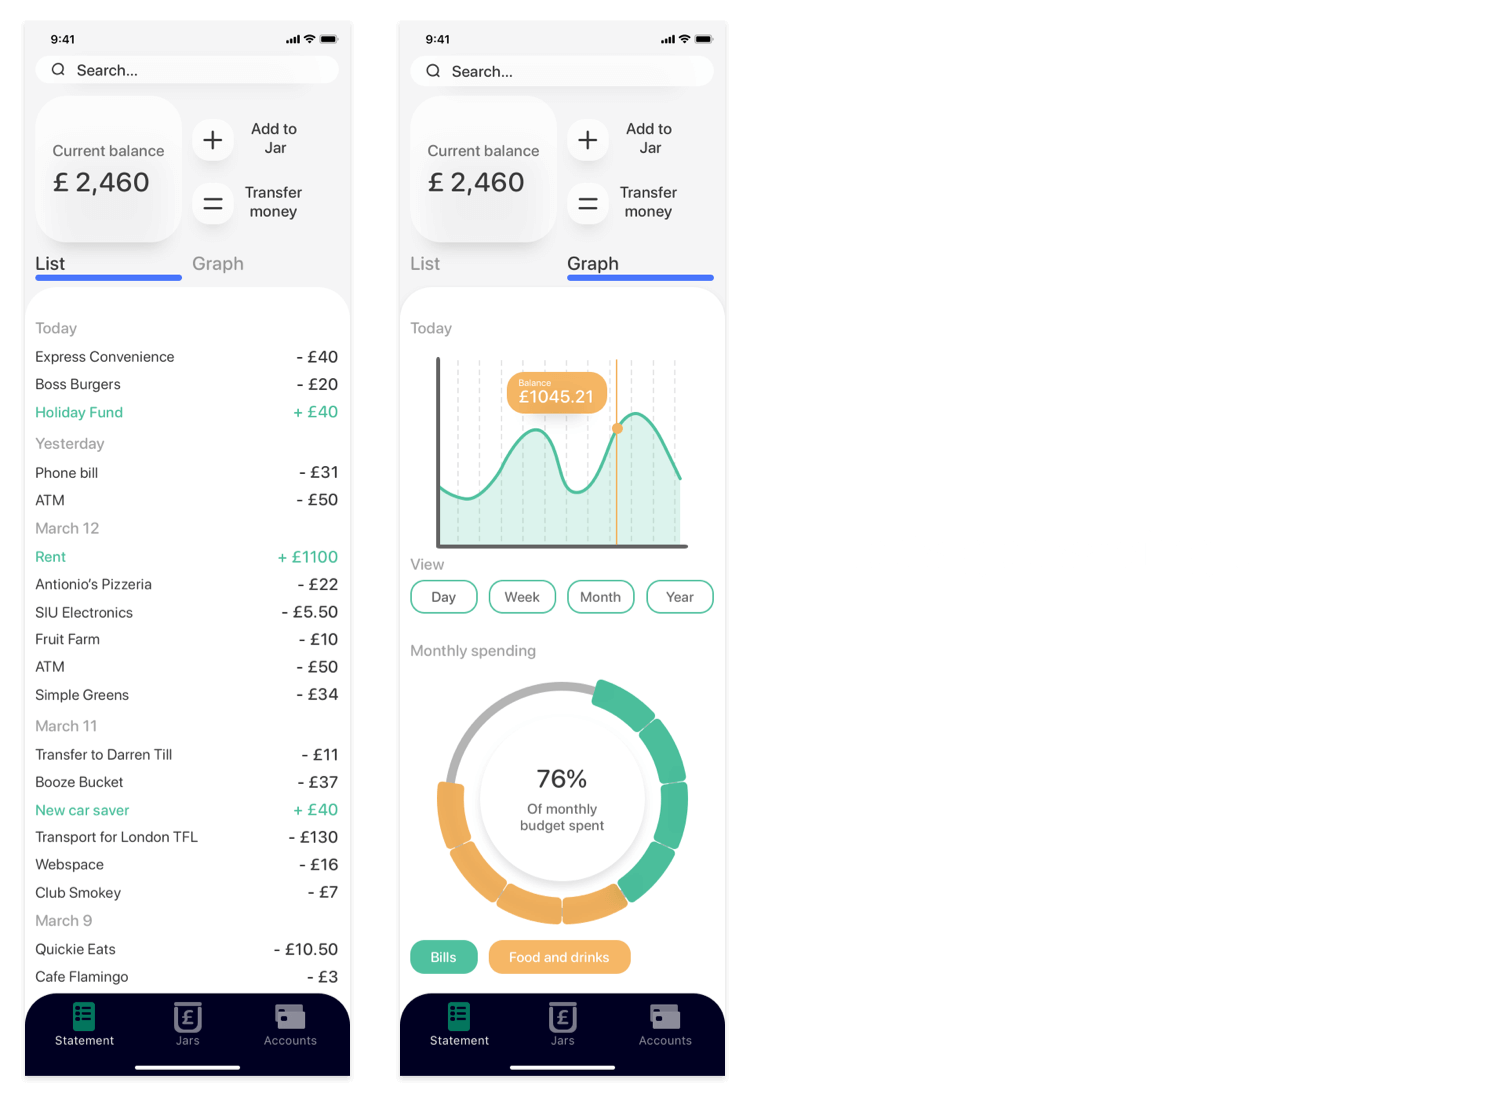 9:41
Search...
Current balance
£ 2,460
Add to
Jar
Transfer
money
List
Graph
Today
Express Convenience - £40
Boss Burgers - £20
Holiday Fund + £40
Yesterday
Phone bill - £31
ATM - £50
March 12
Rent + £1100
Antionio's Pizzeria - £22
SIU Electronics - £5.50
Fruit Farm - £10
ATM - £50
Simple Greens - £34
March 11
Transfer to Darren Till - £11
Booze Bucket - £37
New car saver + £40
Transport for London TFL - £130
Webspace - £16
Club Smokey - £7
March 9
Quickie Eats - £10.50
Cafe Flamingo - £3
£
Statement
Jars
Accounts
9:41
Search...
Current balance
£ 2,460
Add to
Jar
Transfer
money
List
Graph
Today
Balance
£1045.21
View
Day
Week
Month
Year
Monthly spending
76%
Of monthly
budget spent
Bills
Food and drinks
£
Statement
Jars
Accounts